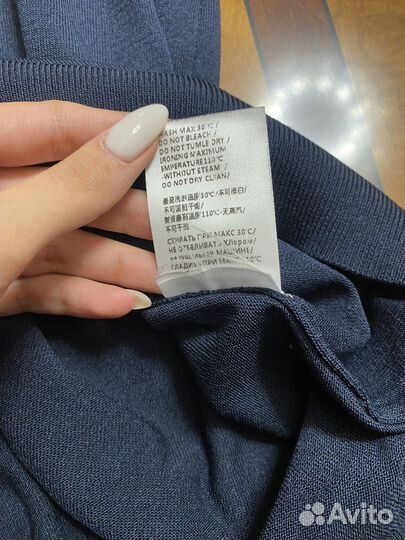 WASH MAX 30 °C/
DO NOT BLEACH/
DO NOT TUMLE DRY/
IRONING MAXIMUM
TEMPERATURE 110 °C
-WITHOUT STEAM /
DO NOT DRY CLEAN/
最高洗涤温度30℃/不可漂白/
不可滚筒干燥/
熨烫最高温度110℃-无蒸汽/
不可干洗/
СТИРАТЬ ПРИ МАКС 30°C/
НЕ ОТБЕЛИВАТЬ Хлором/
МАШИНЕ/
ГЛАДИТЬ ПРИ
Avito